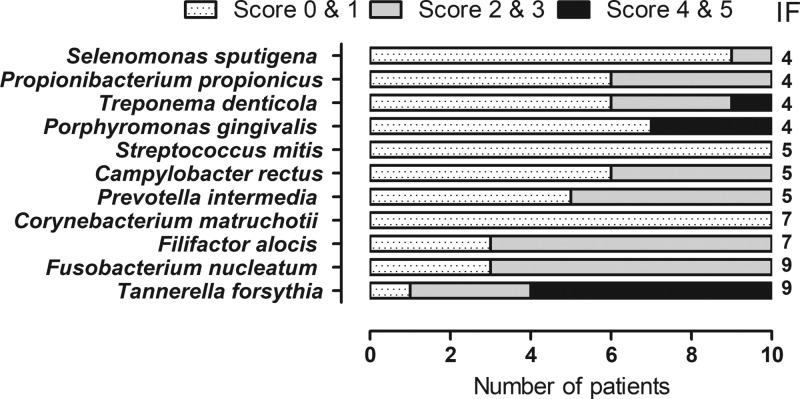 Score 0 & 1 Score 2 & 3 Score 4 & 5 IF
Selenomonas sputigena 4
Propionibacterium propionicus 4
Treponema denticola 4
Porphyromonas gingivalis 4
Streptococcus mitis 5
Campylobacter rectus 5
Prevotella intermedia 5
Corynebacterium matruchotii 7
Filifactor alocis 7
Fusobacterium nucleatum 9
Tannerella forsythia 9
0 2 4 6 8 10
Number of patients